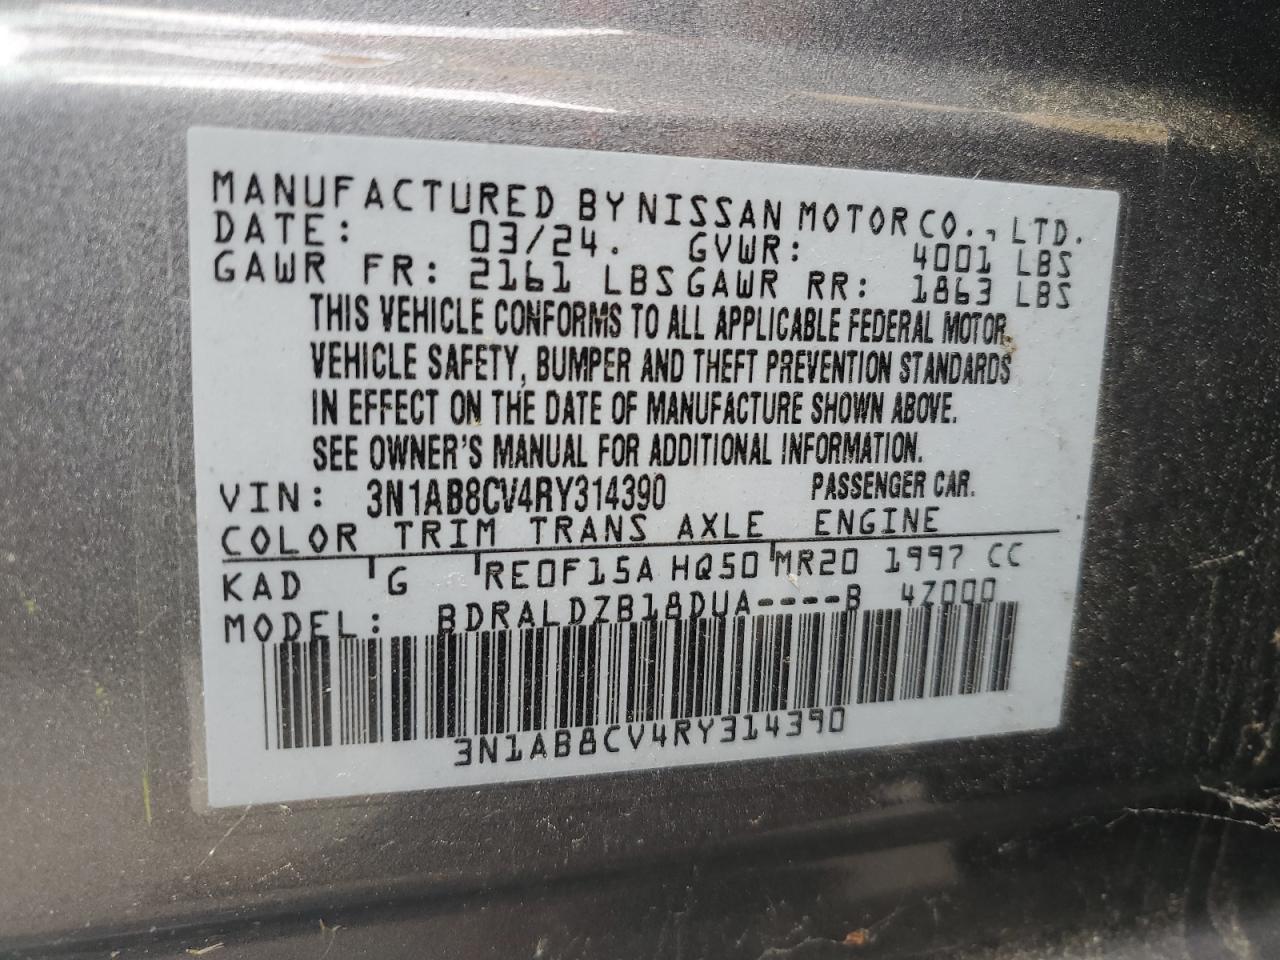 MANUFACTURED BY NISSAN MOTOR CO., LTD.
DATE: 03/24. GVWR: 4001 LBS
GAWR FR: 2161 LBS GAWR RR: 1863 LBS
THIS VEHICLE CONFORMS TO ALL APPLICABLE FEDERAL MOTOR
VEHICLE SAFETY, BUMPER AND THEFT PREVENTION STANDARDS
IN EFFECT ON THE DATE OF MANUFACTURE SHOWN ABOVE.
SEE OWNER'S MANUAL FOR ADDITIONAL INFORMATION.
VIN: 3N1AB8CV4RY314390 PASSENGER CAR.
COLOR TRIM TRANS AXLE ENGINE
KAD G RE0F15A HQ50 MR20 1997 CC
MODEL: BDRALDZB18DUA----B 4Z000
3N1AB8CV4RY314390